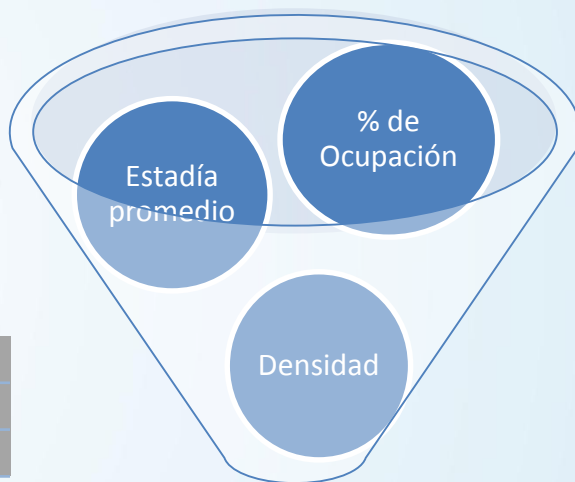 % de
Ocupación
Estadía
promedio
Densidad